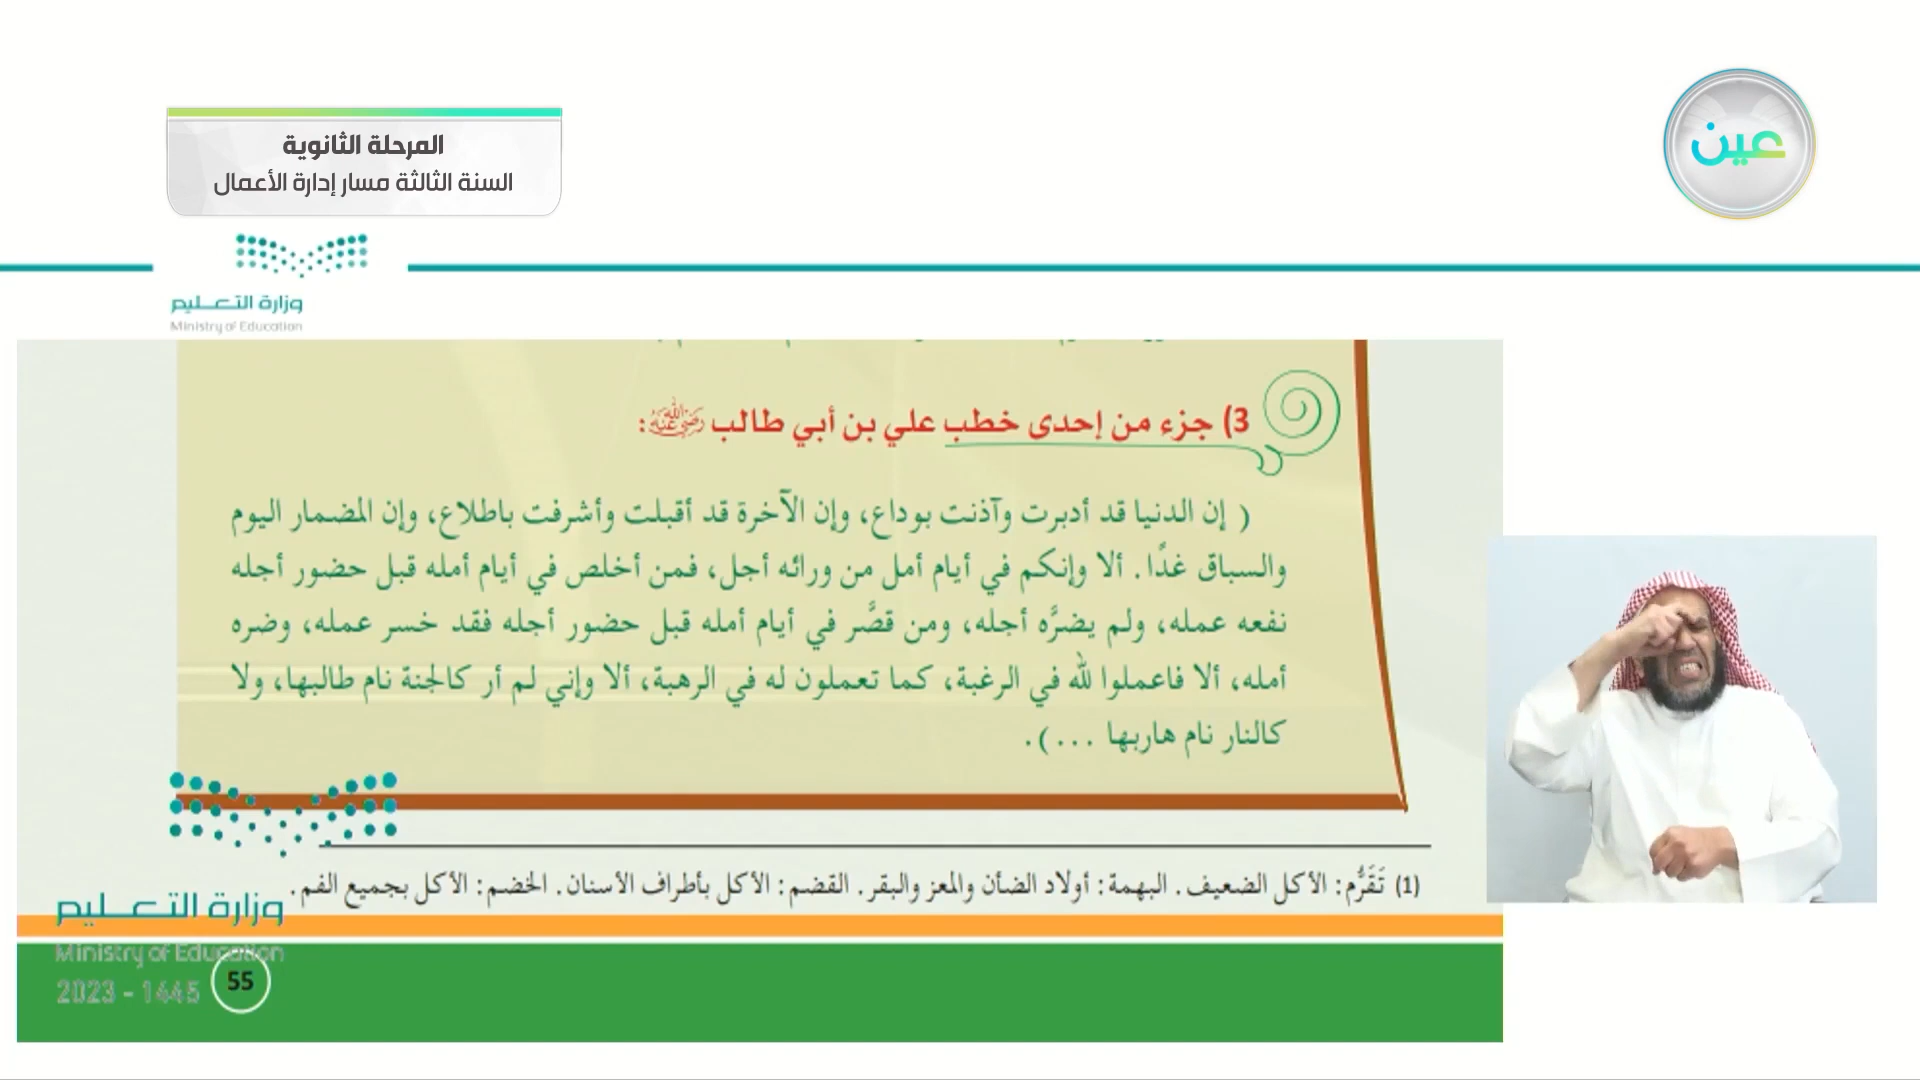 المرحلة الثانوية
السنة الثالثة مسار إدارة الأعمال
عين
وزارة التعليم
Ministry of Education
3) جزء من إحدى خطب علي بن أبي طالب رضي الله عنه:
( إن الدنيا قد أدبرت وآذنت بوداع، وإن الآخرة قد أقبلت وأشرفت باطلاع، وإن المضمار اليوم
والسباق غدًا. ألا وإنكم في أيام أمل من ورائه أجل، فمن أخلص في أيام أمله قبل حضور أجله
نفعه عمله، ولم يضرَّه أجله، ومن قصَّر في أيام أمله قبل حضور أجله فقد خسر عمله، وضره
أمله، ألا فاعملوا لله في الرغبة، كما تعملون له في الرهبة، ألا وإني لم أر كالجنة نام طالبها، ولا
كالنار نام هاربها ...).
(1) تَقَرُّم: الأكل الضعيف. البهمة: أولاد الضأن والمعز والبقر. القضم: الأكل بأطراف الأسنان. الخضم: الأكل بجميع الفم.
وزارة التعليم
Ministry of Education
2023 - 1445
55